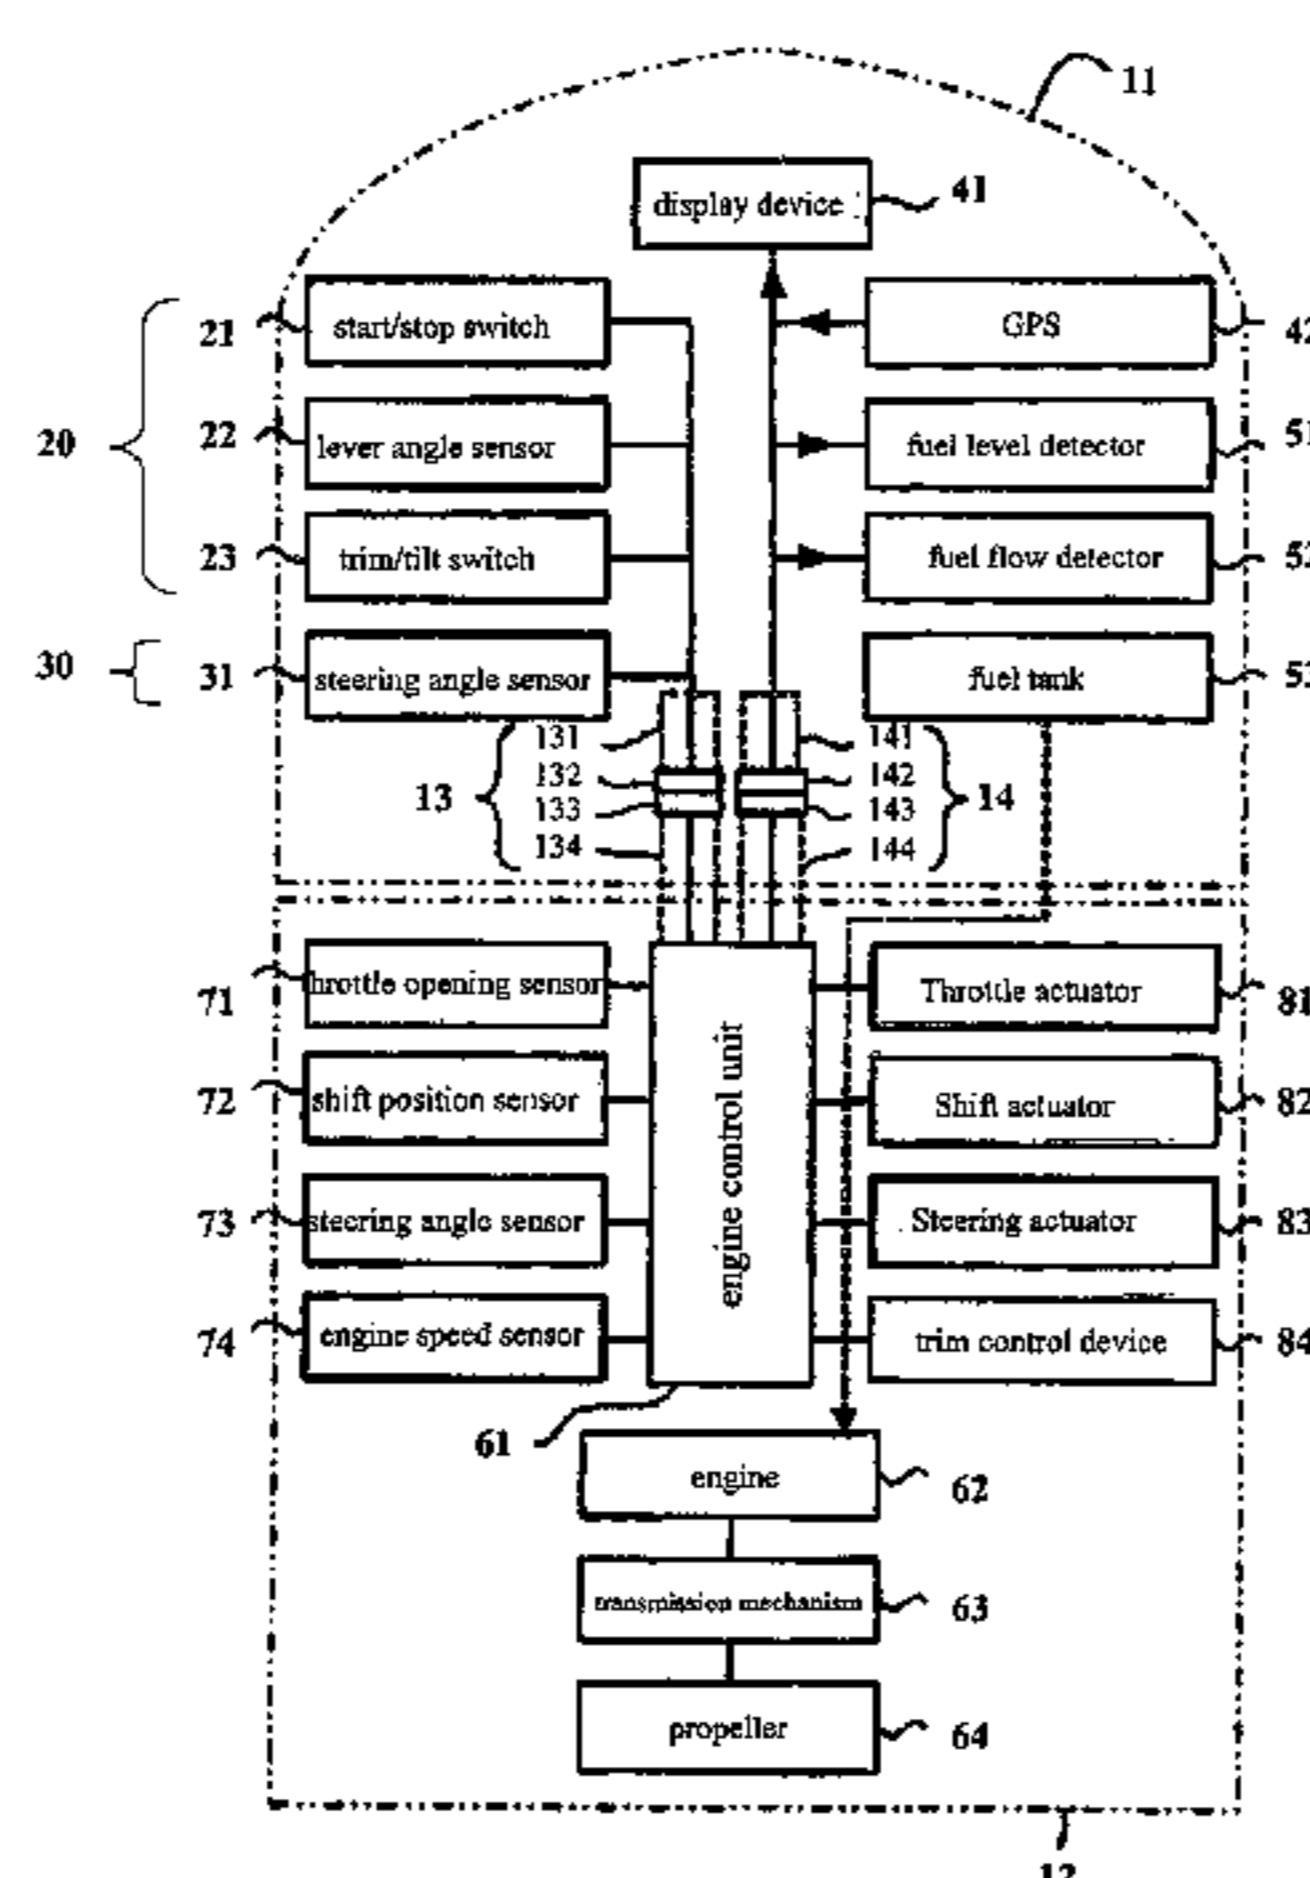 11
display device
41
21
start/stop switch
GPS
42
20
22
lever angle sensor
fuel level detector
51
23
trim/tilt switch
fuel flow detector
30
31
steering angle sensor
fuel tank
13
131
132
133
134
141
142
143
144
14
71
throttle opening sensor
Throttle actuator
81
72
shift position sensor
Shift actuator
82
73
steering angle sensor
Steering actuator
83
74
engine speed sensor
trim control device
84
engine control unit
61
engine
62
transmission mechanism
63
propeller
64
12